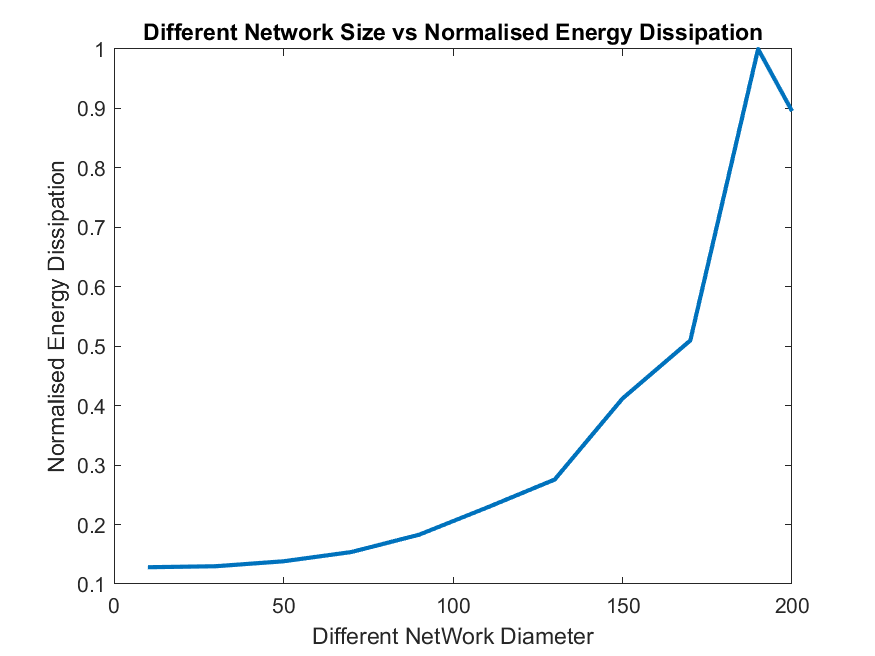 Different Network Size vs Normalised Energy Dissipation
1
0.9
0.8
0.7
0.6
0.5
0.4
0.3
0.2
0.1
Normalised Energy Dissipation
0 50 100 150 200
Different NetWork Diameter